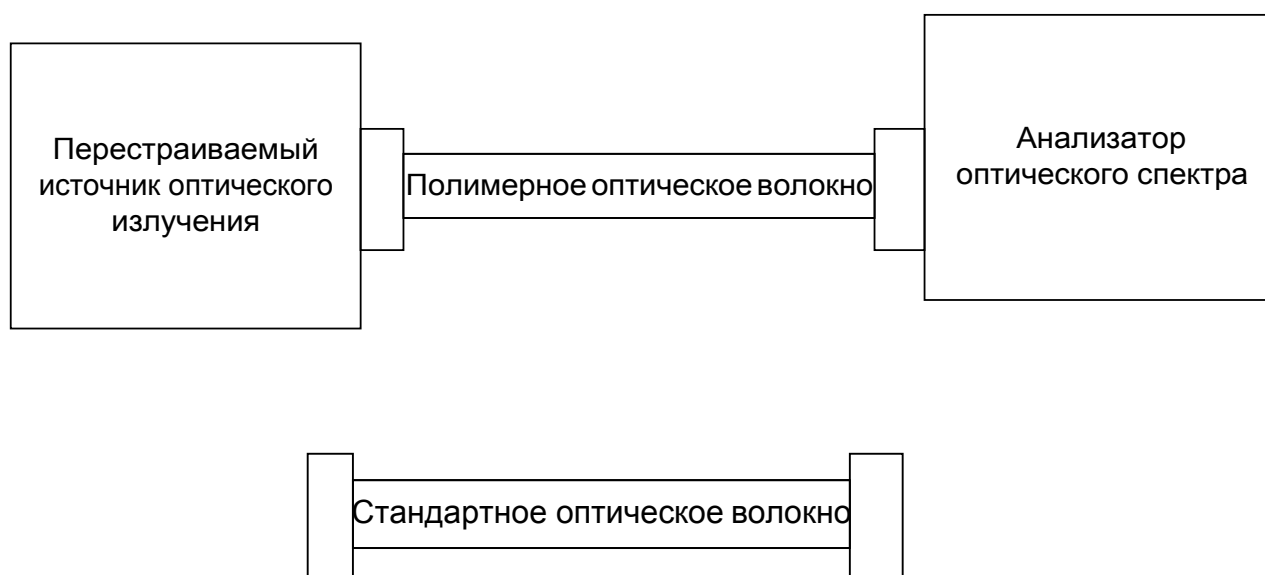 Перестраиваемый
источник оптического
излучения
Полимерное оптическое волокно
Анализатор
оптического спектра
Стандартное оптическое волокно